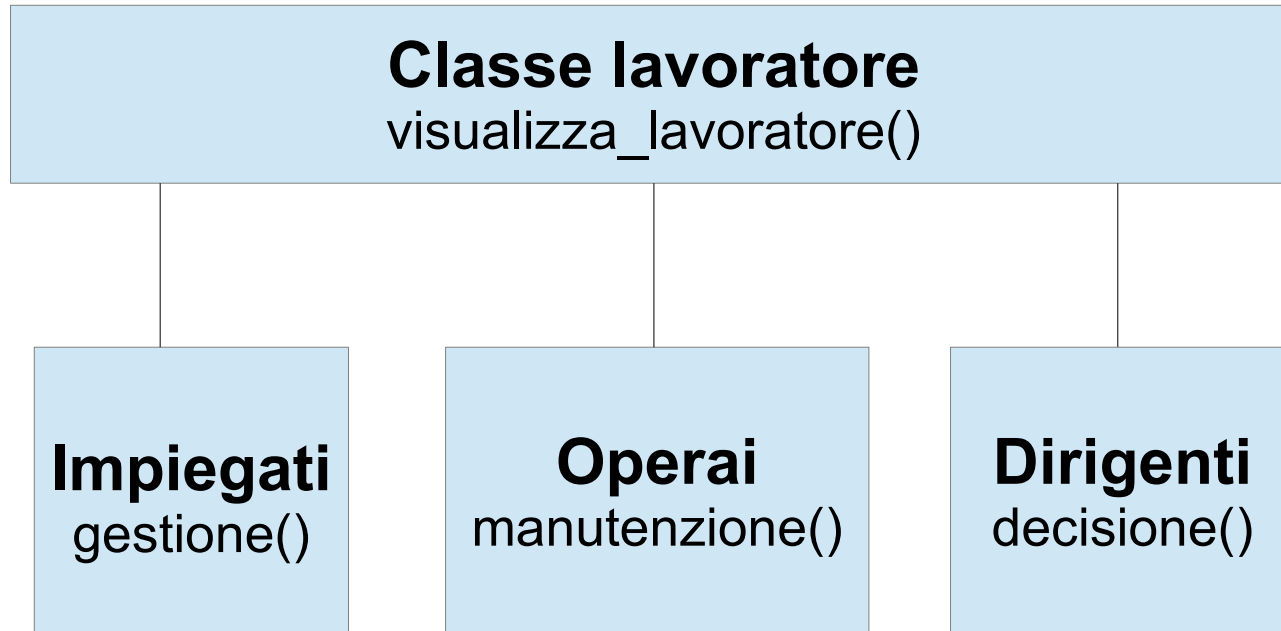 Classe lavoratore
visualizza_lavoratore()
Impiegati
gestione()
Operai
manutenzione()
Dirigenti
decisione()